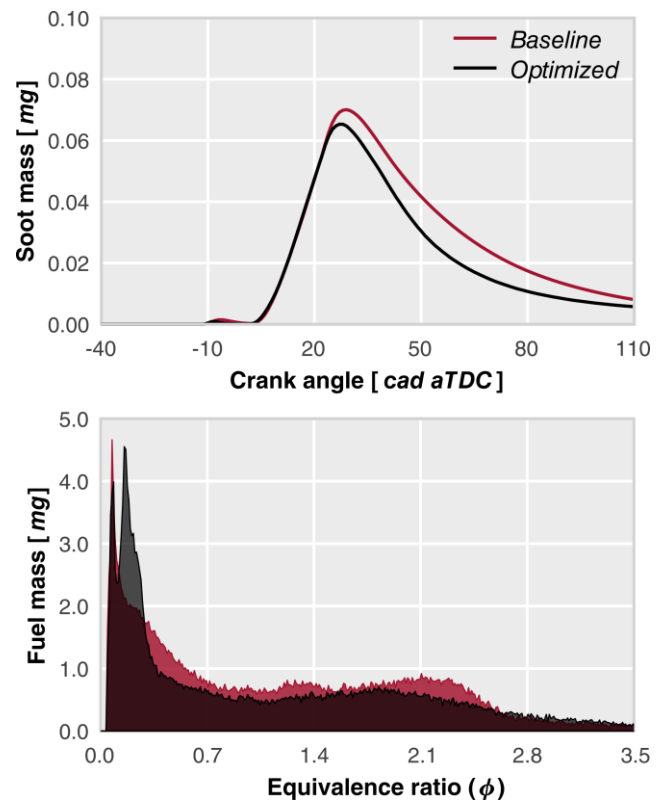 0.10
0.08
0.06
0.04
0.02
0.00
Soot mass [ mg ]
Baseline
Optimized
-40 -10 20 50 80 110
Crank angle [ cad aTDC ]
5.0
4.0
3.0
2.0
1.0
0.0
Fuel mass [ mg ]
0.0 0.7 1.4 2.1 2.8 3.5
Equivalence ratio (ϕ)